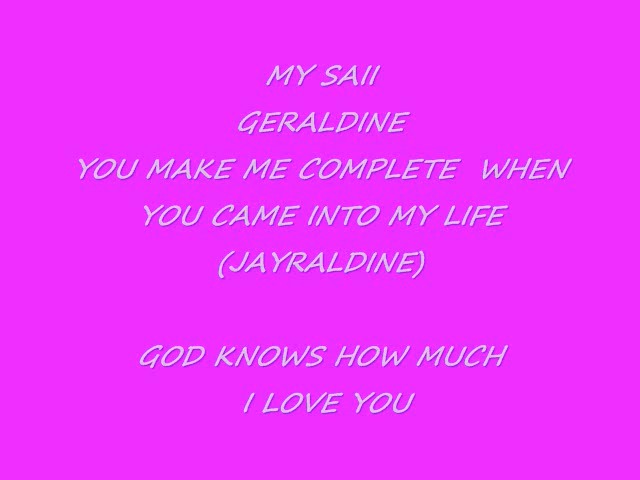 MY SAII
GERALDINE
YOU MAKE ME COMPLETE  WHEN
YOU CAME INTO MY LIFE
(JAYRALDINE)
GOD KNOWS HOW MUCH
I LOVE YOU